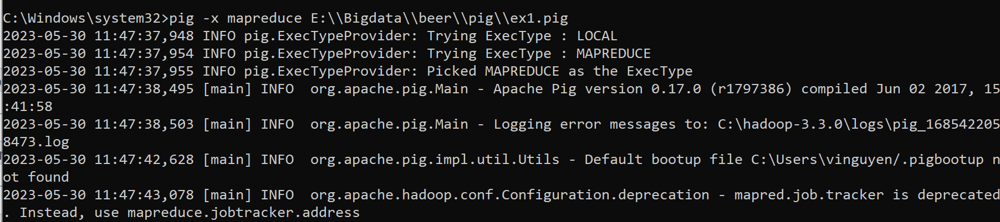 C:\Windows\system32>pig -x mapreduce E:\\Bigdata\\beer\\pig\\ex1.pig
2023-05-30 11:47:37,948 INFO pig.ExecTypeProvider: Trying ExecType : LOCAL
2023-05-30 11:47:37,954 INFO pig.ExecTypeProvider: Trying ExecType : MAPREDUCE
2023-05-30 11:47:37,955 INFO pig.ExecTypeProvider: Picked MAPREDUCE as the ExecType
2023-05-30 11:47:38,495 [main] INFO  org.apache.pig.Main - Apache Pig version 0.17.0 (r1797386) compiled Jun 02 2017, 15
:41:58
2023-05-30 11:47:38,503 [main] INFO  org.apache.pig.Main - Logging error messages to: C:\hadoop-3.3.0\logs\pig_168542205
8473.log
2023-05-30 11:47:42,628 [main] INFO  org.apache.pig.impl.util.Utils - Default bootup file C:\Users\vinguyen/.pigbootup n
ot found
2023-05-30 11:47:43,078 [main] INFO  org.apache.hadoop.conf.Configuration.deprecation - mapred.job.tracker is deprecated
. Instead, use mapreduce.jobtracker.address